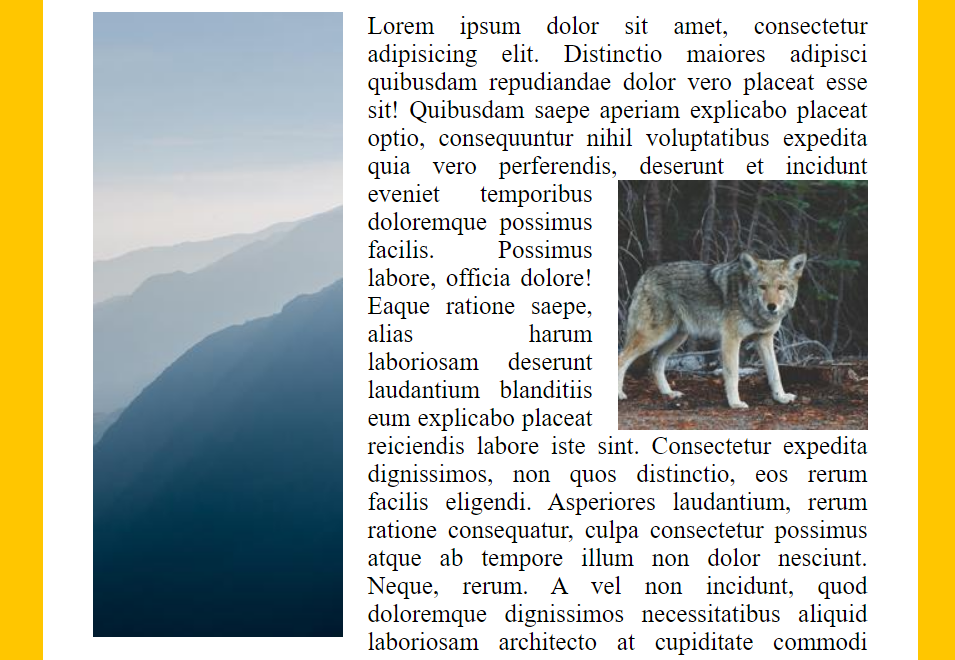 Lorem ipsum dolor sit amet, consectetur
adipisicing elit. Distinctio maiores adipisci
quibusdam repudiandae dolor vero placeat esse
sit! Quibusdam saepe aperiam explicabo placeat
optio, consequuntur nihil voluptatibus expedita
quia vero perferendis, deserunt et incidunt
eveniet temporibus
doloremque possimus
facilis. Possimus
labore, officia dolore!
Eaque ratione saepe,
alias harum
laboriosam deserunt
laudantium blanditiis
eum explicabo placeat
reiciendis labore iste sint. Consectetur expedita
dignissimos, non quos distinctio, eos rerum
facilis eligendi. Asperiores laudantium, rerum
ratione consequatur, culpa consectetur possimus
atque ab tempore illum non dolor nesciunt.
Neque, rerum. A vel non incidunt, quod
doloremque dignissimos necessitatibus aliquid
laboriosam architecto at cupiditate commodi